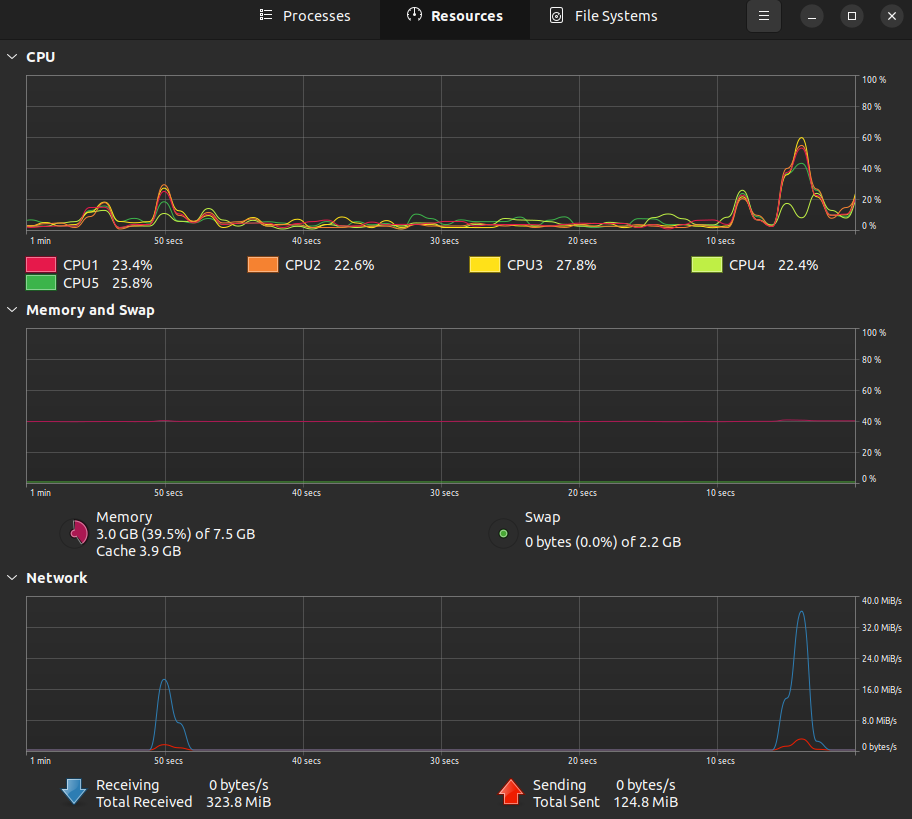 Processes Resources File Systems
CPU
100 %
80 %
60 %
40 %
20 %
0 %
1 min 50 secs 40 secs 30 secs 20 secs 10 secs
CPU1 23.4% CPU2 22.6% CPU3 27.8% CPU4 22.4%
CPU5 25.8%
Memory and Swap
100 %
80 %
60 %
40 %
20 %
0 %
1 min 50 secs 40 secs 30 secs 20 secs 10 secs
Memory
3.0 GB (39.5%) of 7.5 GB
Cache 3.9 GB
Swap
0 bytes (0.0%) of 2.2 GB
Network
40.0 MiB/s
32.0 MiB/s
24.0 MiB/s
16.0 MiB/s
8.0 MiB/s
0 bytes/s
1 min 50 secs 40 secs 30 secs 20 secs 10 secs
Receiving 0 bytes/s
Total Received 323.8 MiB
Sending 0 bytes/s
Total Sent 124.8 MiB